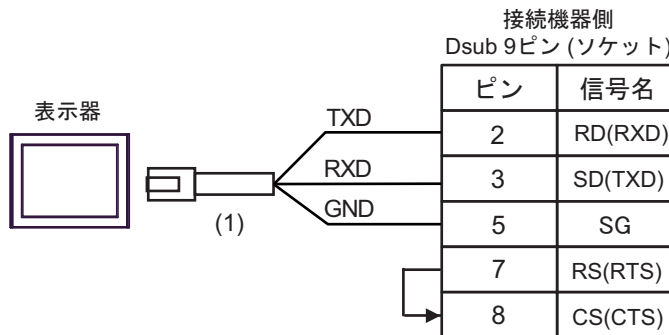 接続機器側
Dsub 9ピン (ソケット)
ピン 信号名
表示器
TXD 2 RD(RXD)
RXD 3 SD(TXD)
GND 5 SG
(1)
7 RS(RTS)
8 CS(CTS)